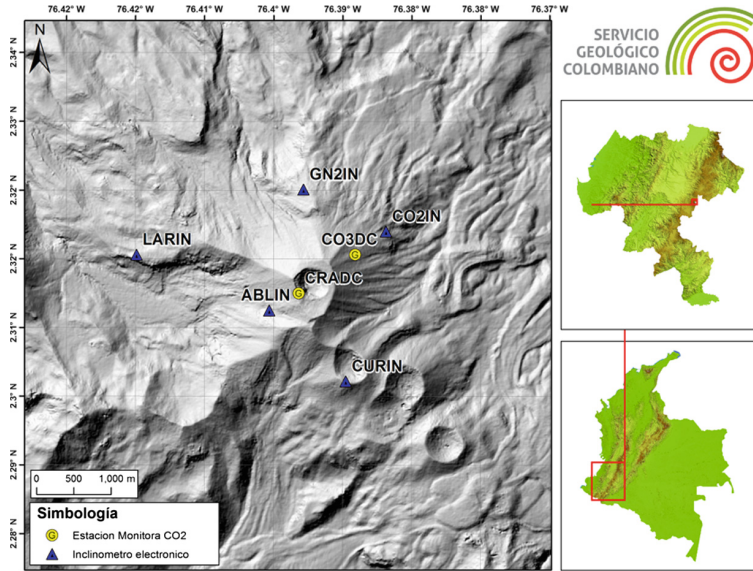 76.42° W
76.42° W
76.41° W
76.4° W
76.39° W
76.38° W
76.38° W
76.37° W
N
2.34° N
2.33° N
2.32° N
2.32° N
2.31° N
2.3° N
2.29° N
2.28° N
GN2IN
CO2IN
LARIN
CO3DC
CRADC
ÁBLIN
CURIN
0 500 1,000 m
Simbología
G Estacion Monitora CO2
Inclinometro electronico
G
G
SERVICIO
GEOLÓGICO
COLOMBIANO